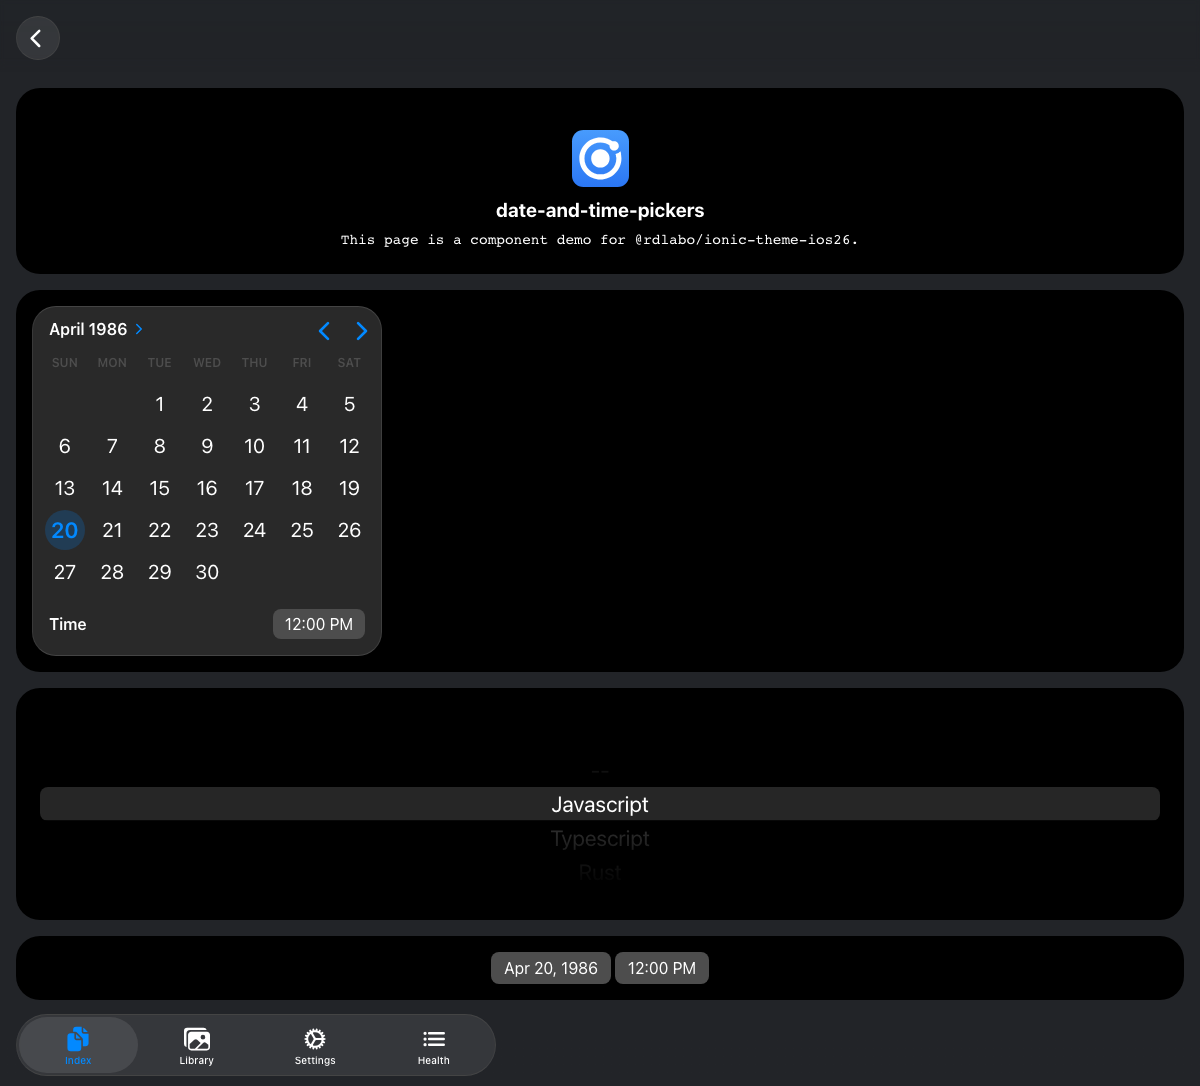 date-and-time-pickers
This page is a component demo for @rdlabo/ionic-theme-ios26.
April 1986
SUN MON TUE WED THU FRI SAT
1 2 3 4 5
6 7 8 9 10 11 12
13 14 15 16 17 18 19
20 21 22 23 24 25 26
27 28 29 30
Time 12:00 PM
--
Javascript
Typescript
Rust
Apr 20, 1986 12:00 PM
Index Library Settings Health